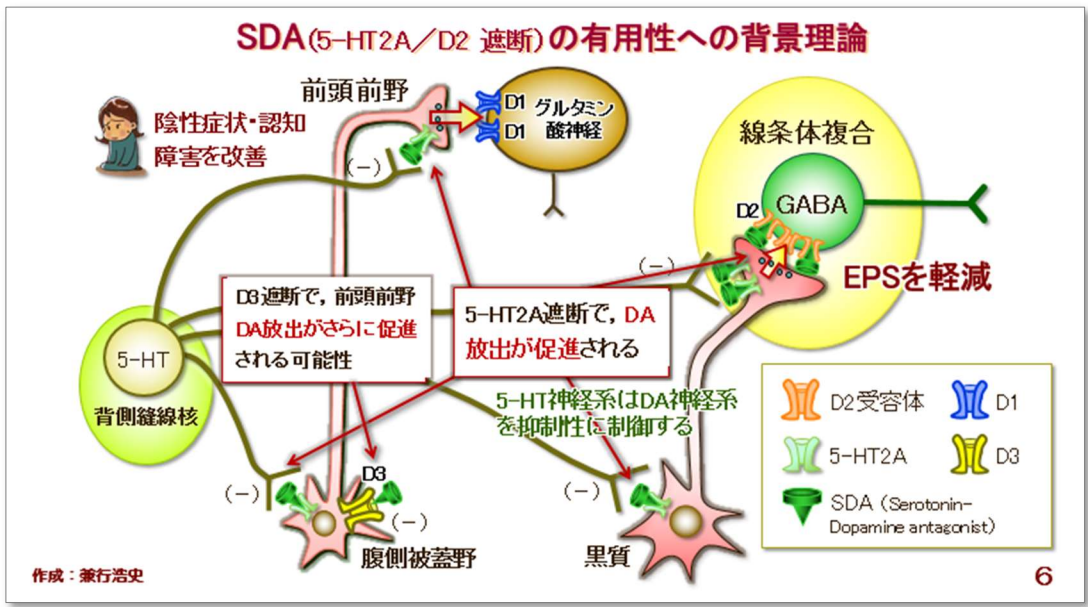 SDA(5-HT2A/D2 遮断)の有用性への背景理論
前頭前野
D1
D1
グルタミン
酸神経
陰性症状・認知
障害を改善
(-)
線条体複合
D2
GABA
(-)
EPSを軽減
D3遮断で，前頭前野
DA放出がさらに促進
される可能性
5-HT2A遮断で，DA
放出が促進される
5-HT
背側縫線核
5-HT神経系はDA神経系
を抑制性に制御する
(-)
D3
(-)
腹側被蓋野
(-)
黒質
D2受容体
D1
5-HT2A
D3
SDA (Serotonin-
Dopamine antagonist)
作成：兼行浩史
6